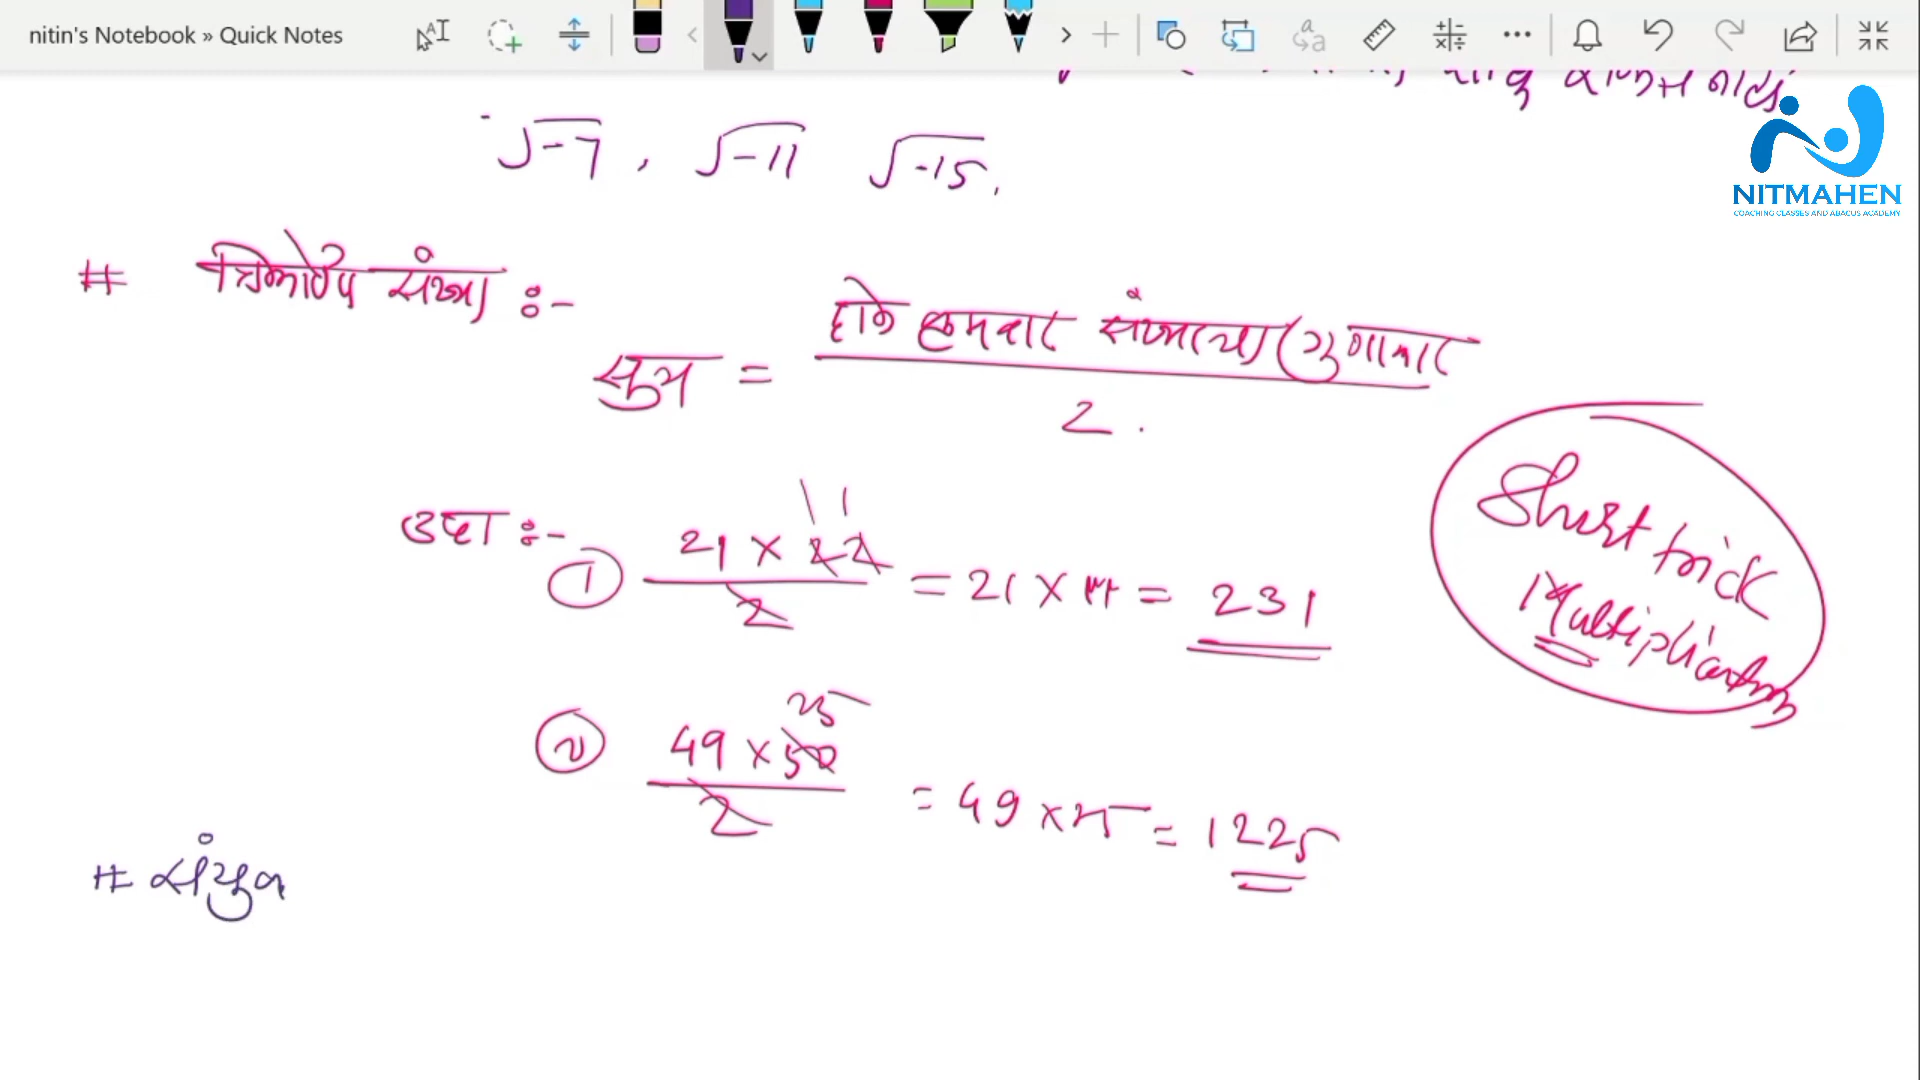 nitin's Notebook » Quick Notes
√-7 , √-11 √-15 .
NITMAHEN
COACHING CLASSES AND ABACUS ACADEMY
# त्रिकोणीय संख्या :-
सूत्र = दोन क्रमवार संख्याचा गुणाकार / 2 .
उदा :- ① 21 × 22 / 2 = 21 × 11 = 231
Short trick
Multiplication
② 49 × 50 / 2 = 49 × 25 = 1225
25
# संयुक्